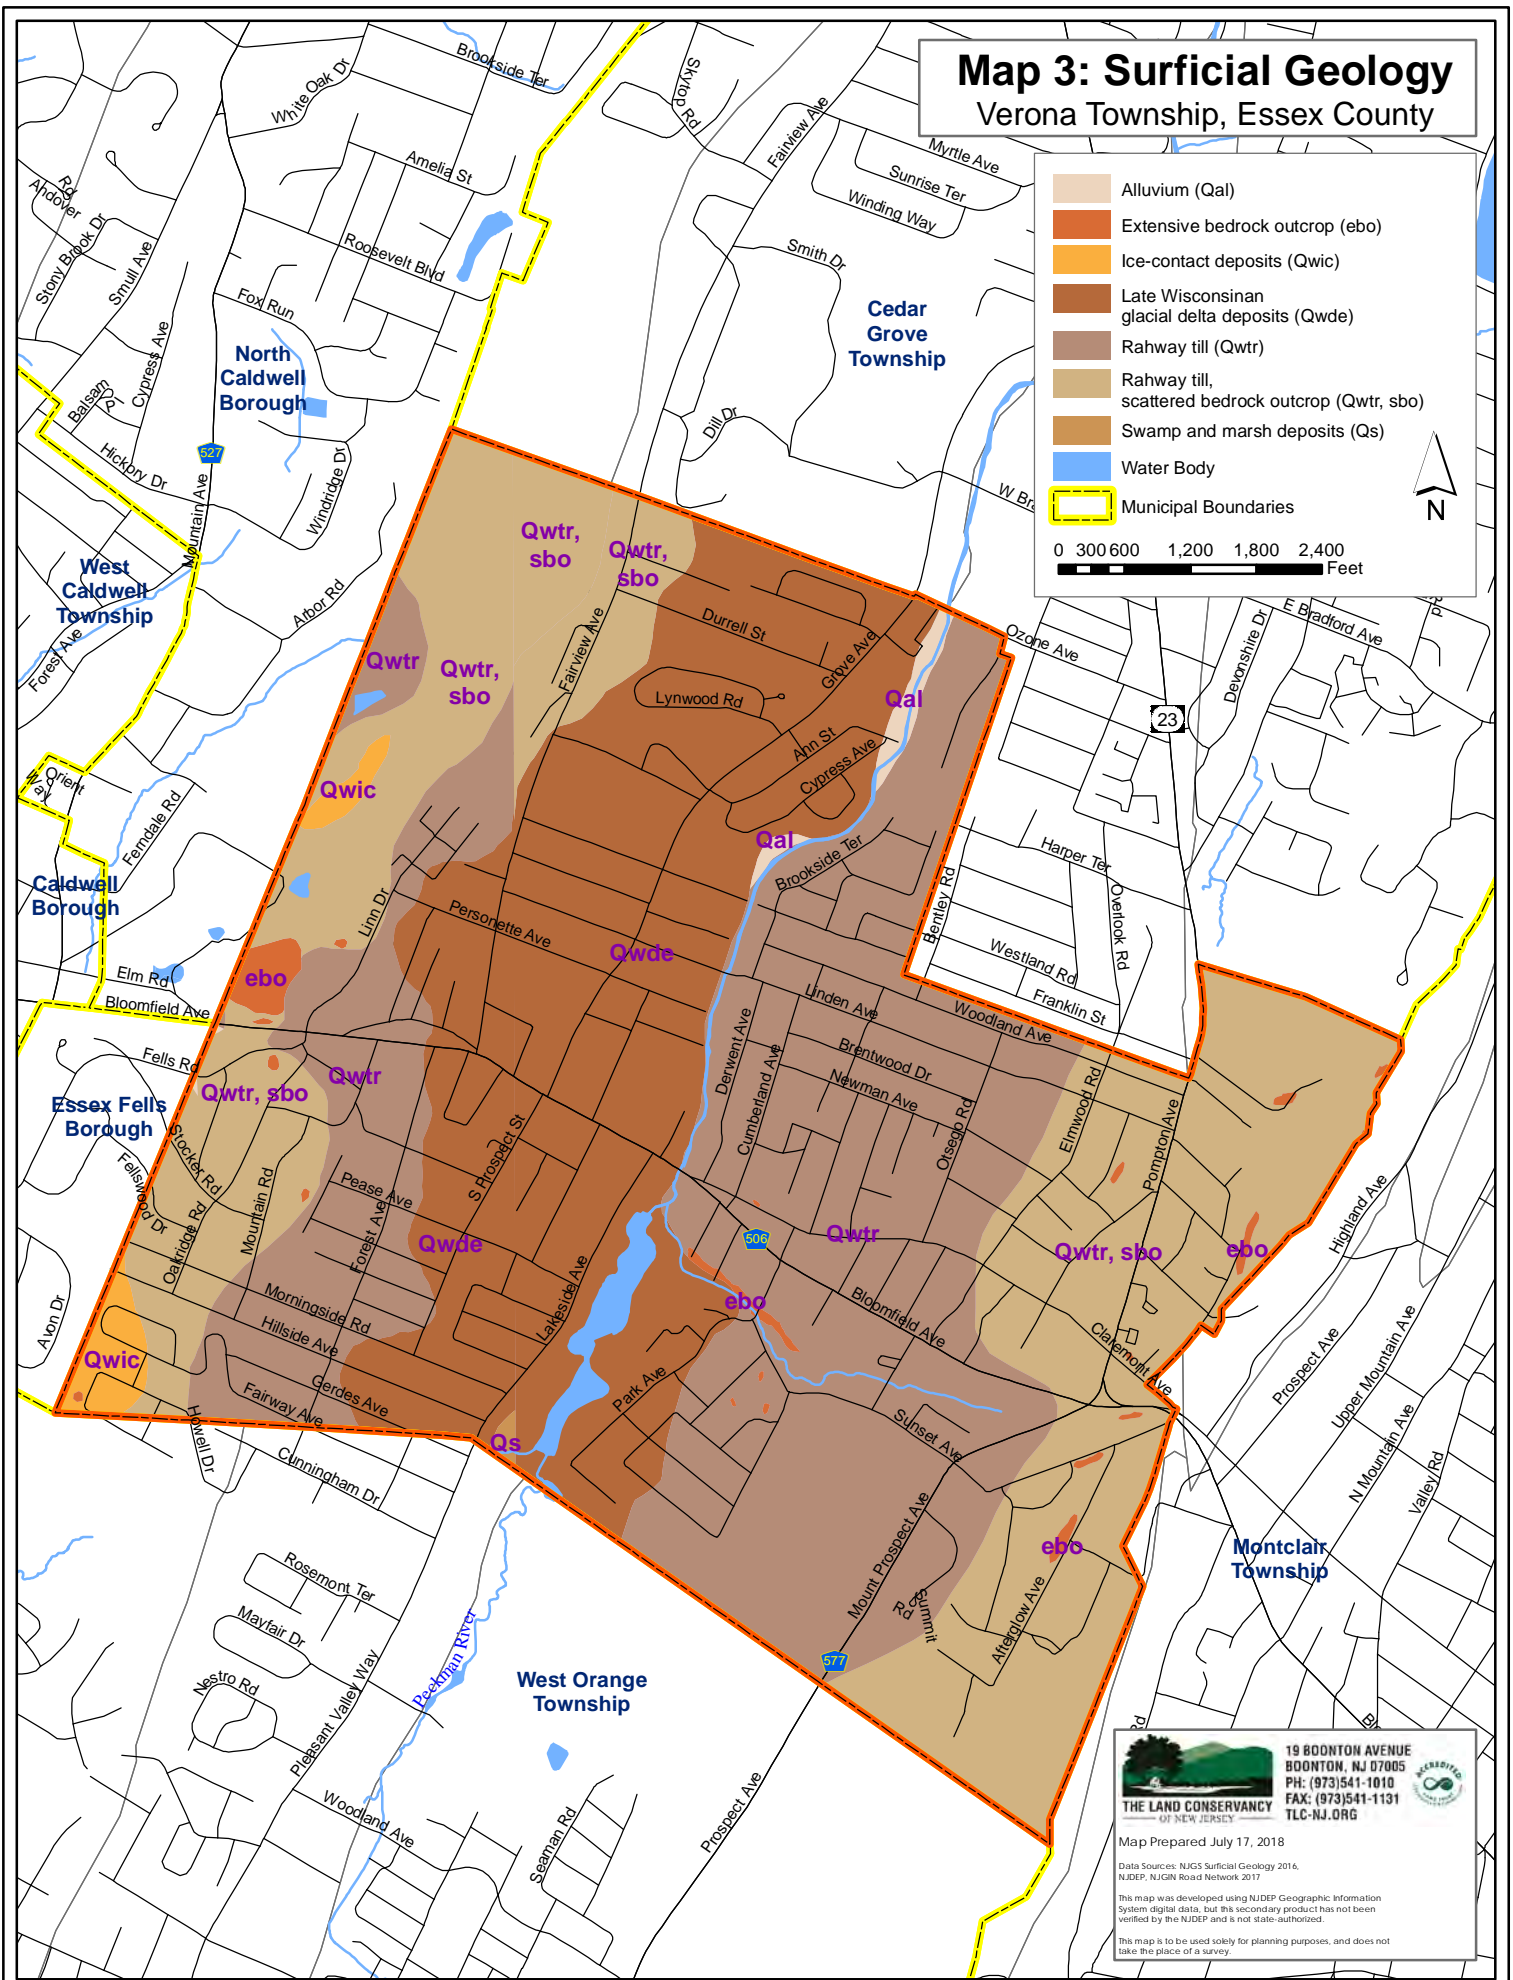 Map 3: Surficial Geology
Verona Township, Essex County
Alluvium (Qal)
Extensive bedrock outcrop (ebo)
Ice-contact deposits (Qwic)
Late Wisconsinan
glacial delta deposits (Qwde)
Rahway till (Qwtr)
Rahway till,
scattered bedrock outcrop (Qwtr, sbo)
Swamp and marsh deposits (Qs)
Water Body
Municipal Boundaries
N
0 300 600 1,200 1,800 2,400
Feet
Brookside Ter
White Oak Dr
Skytop Rd
Fairview Ave
Myrtle Ave
Sunrise Ter
Winding Way
Amelia St
Andover Rd
Stony Brook Dr
Smull Ave
Roosevelt Blvd
Smith Dr
Fox Run
Cypress Ave
Cedar
Grove
Township
North
Caldwell
Borough
Balsam
Dill Dr
527
Hickory Dr
Windridge Dr
Mountain Ave
W Bra
Qwtr,
sbo
Qwtr,
sbo
West
Caldwell
Township
Arbor Rd
Durrell St
Fairview Ave
Grove Ave
Ozone Ave
E Bradford Ave
Devonshire Dr
Forest Ave
Qwtr
Qwtr,
sbo
Lynwood Rd
Qal
23
Ann St
Cypress Ave
Orient
Way
Qwic
Ferndale Rd
Qal
Brookside Ter
Harper Ter
Caldwell
Borough
Linn Dr
Personette Ave
Bentley Rd
Overlook Rd
Qwde
Westland Rd
Elm Rd
ebo
Linden Ave
Franklin St
Bloomfield Ave
Woodland Ave
Fells Rd
Derwent Ave
Brentwood Dr
Qwtr
Cumberland Ave
Newman Ave
Elmwood Rd
Qwtr, sbo
Essex Fells
Borough
Otsego Rd
Pompton Ave
Stocker Rd
S Prospect St
Fellswood Dr
Mountain Rd
Pease Ave
Oakridge Rd
Forest Ave
Qwde
506
Qwtr
Qwtr, sbo
ebo
Highland Ave
Lakeside Ave
ebo
Avon Dr
Morningside Rd
Bloomfield Ave
Hillside Ave
Claremont Ave
Qwic
Park Ave
Prospect Ave
Upper Mountain Ave
Gerdes Ave
Fairway Ave
Howell Dr
Sunset Ave
Qs
N Mountain Ave
Valley Rd
Cunningham Dr
Mount Prospect Ave
ebo
Montclair
Township
Rosemont Ter
Summit
Rd
Afterglow Ave
Mayfair Dr
Peekman River
577
West Orange
Township
Nestro Rd
Pleasant Valley Way
Prospect Ave
Woodland Ave
Seaman Rd
Rd
THE LAND CONSERVANCY
OF NEW JERSEY
19 BOONTON AVENUE
BOONTON, NJ 07005
PH: (973)541-1010
FAX: (973)541-1131
TLC-NJ.ORG
ACCREDITED
Map Prepared July 17, 2018
Data Sources: NJGS Surficial Geology 2016,
NJDEP, NJGIN Road Network 2017
This map was developed using NJDEP Geographic Information
System digital data, but this secondary product has not been
verified by the NJDEP and is not state-authorized.
This map is to be used solely for planning purposes, and does not
take the place of a survey.